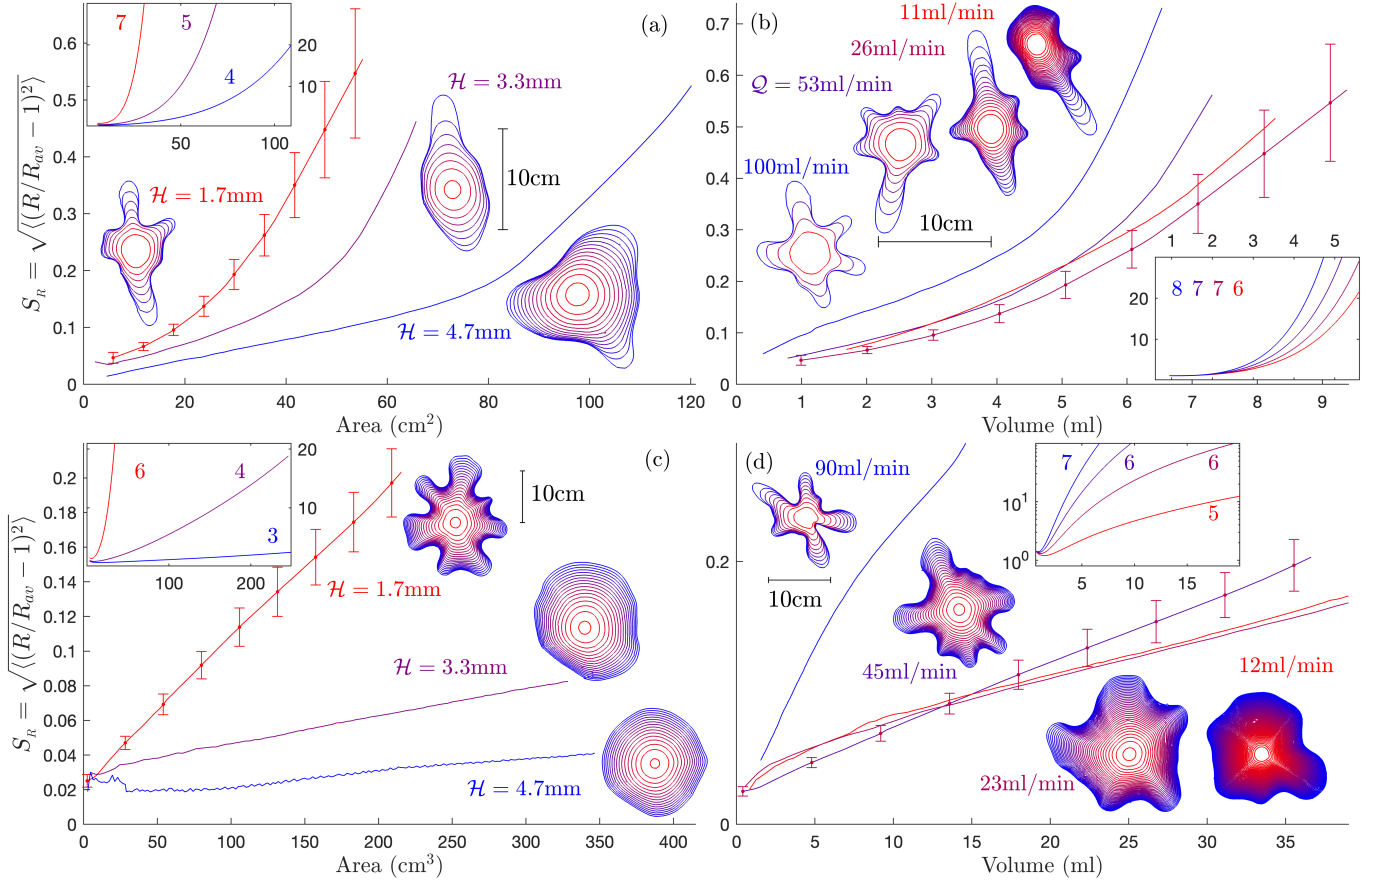 (a)
S_R = √⟨(R/R_av − 1)²⟩
0.6
0.5
0.4
0.3
0.2
0.1
0
0 20 40 60 80 100 120
Area (cm²)
7 5 4
20
10
50 100
ℋ = 1.7mm
ℋ = 3.3mm
10cm
ℋ = 4.7mm
(b)
0.7
0.6
0.5
0.4
0.3
0.2
0.1
0
0 1 2 3 4 5 6 7 8 9
Volume (ml)
11ml/min
26ml/min
𝒬 = 53ml/min
100ml/min
10cm
1 2 3 4 5
20
10
8 7 7 6
(c)
S_R = √⟨(R/R_av − 1)²⟩
0.2
0.18
0.16
0.14
0.12
0.1
0.08
0.06
0.04
0.02
0
0 50 100 150 200 250 300 350 400
Area (cm³)
6 4 3
20
10
100 200
10cm
ℋ = 1.7mm
ℋ = 3.3mm
ℋ = 4.7mm
(d)
0.2
0
0 5 10 15 20 25 30 35
Volume (ml)
90ml/min
10cm
45ml/min
23ml/min
12ml/min
7 6 6
5
10¹
10⁰
5 10 15